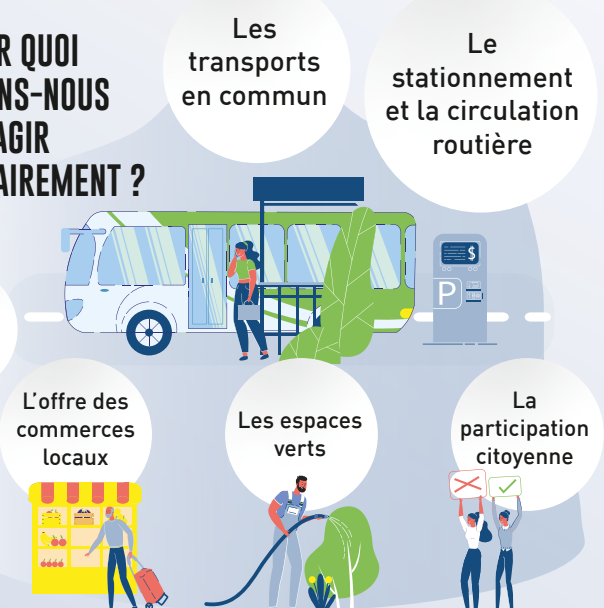 R QUOI
NS-NOUS
AGIR
AIREMENT ?
Les
transports
en commun
Le
stationnement
et la circulation
routière
$
P
L'offre des
commerces
locaux
Les espaces
verts
La
participation
citoyenne